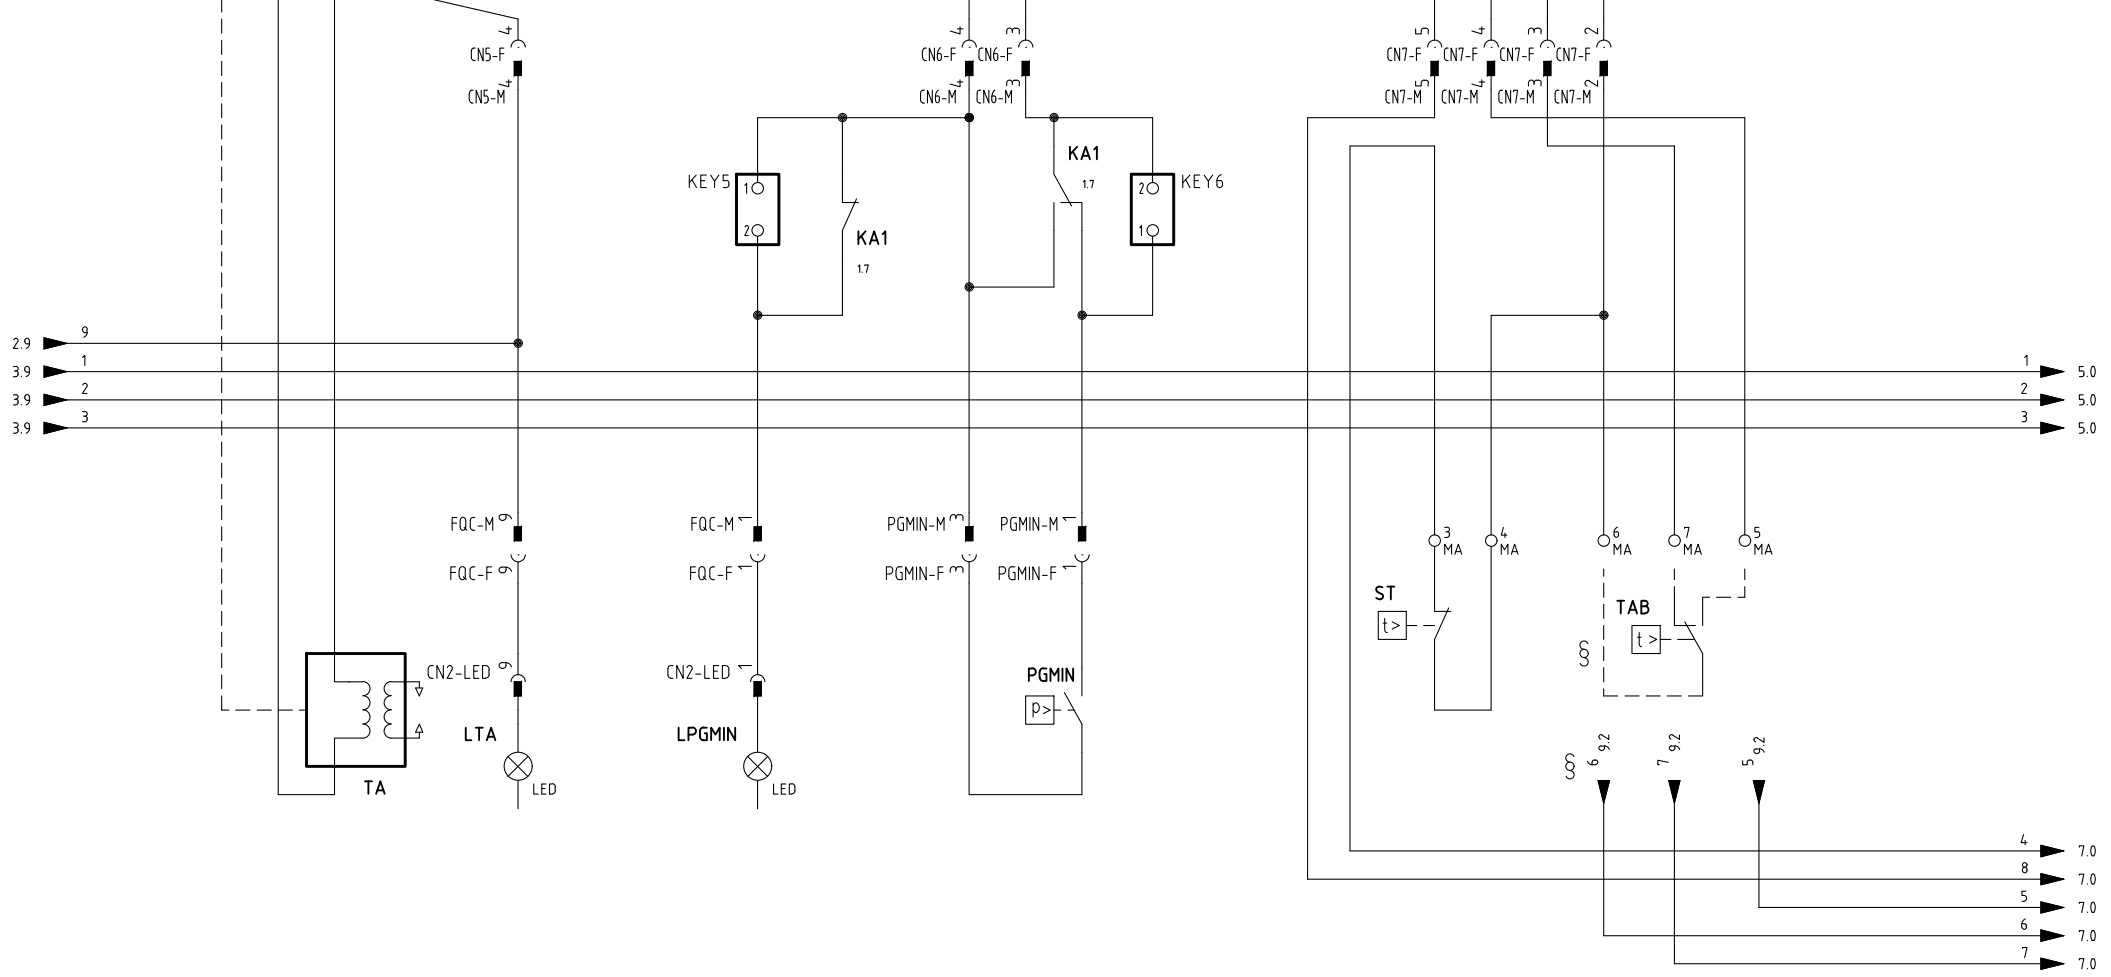 4 4 3 5 4 3 2
CN5-F CN6-F CN6-F CN7-F CN7-F CN7-F CN7-F
4 4 3 5 4 3 2
CN5-M CN6-M CN6-M CN7-M CN7-M CN7-M CN7-M
KA1
1.7
KEY5 1 2 KEY6
2 1
KA1
1.7
2.9 9
3.9 1 1 5.0
3.9 2 2 5.0
3.9 3 3 5.0
FQC-M 9 FQC-M 1 PGMIN-M 3 PGMIN-M 1
3 4 6 7 5
MA MA MA MA MA
FQC-F 9 FQC-F 1 PGMIN-F 3 PGMIN-F 1
ST
TAB
t> t>
§
CN2-LED 9 CN2-LED 1 PGMIN
p>
LTA LPGMIN
9.2 9.2 9.2
§ 6 7 5
TA LED LED
4 7.0
8 7.0
5 7.0
6 7.0
7 7.0